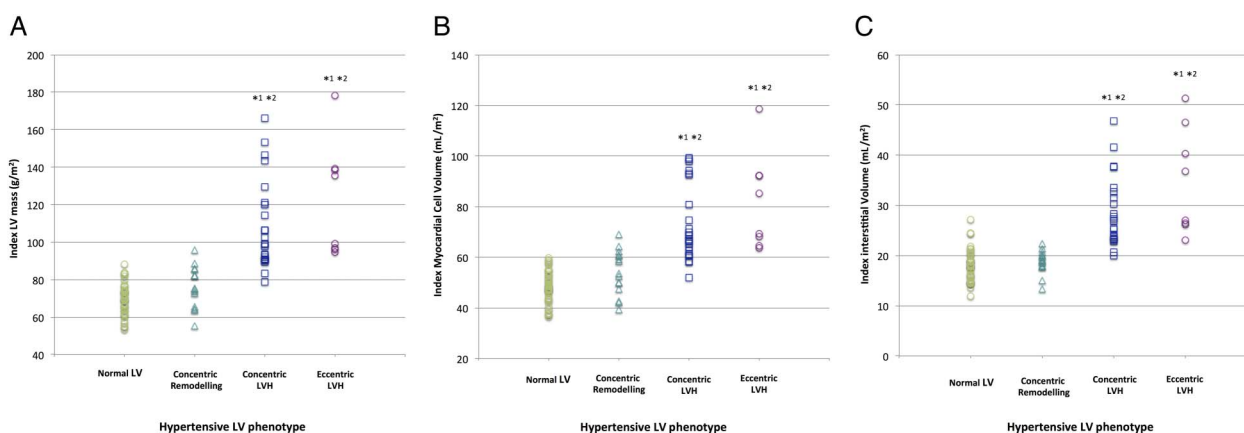 A
Index LV mass (g/m²)
200
180
160
140
120
100
80
60
40
*1 *2
*1 *2
Normal LV
Concentric
Remodelling
Concentric
LVH
Eccentric
LVH
Hypertensive LV phenotype
B
Index Myocardial Cell Volume (mL/m²)
140
120
100
80
60
40
20
*1 *2
*1 *2
Normal LV
Concentric
Remodelling
Concentric
LVH
Eccentric
LVH
Hypertensive LV phenotype
C
Index interstitial Volume (mL/m²)
60
50
40
30
20
10
0
*1 *2
*1 *2
Normal LV
Concentric
Remodelling
Concentric
LVH
Eccentric
LVH
Hypertensive LV phenotype